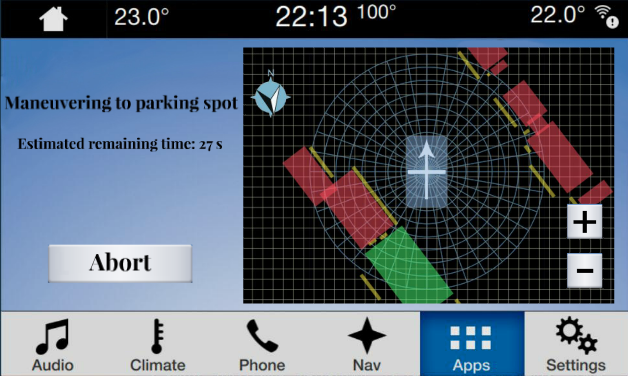 23.0° 22:13 100° 22.0°
N
Maneuvering to parking spot
Estimated remaining time: 27 s
Abort
+
-
Audio Climate Phone Nav Apps Settings